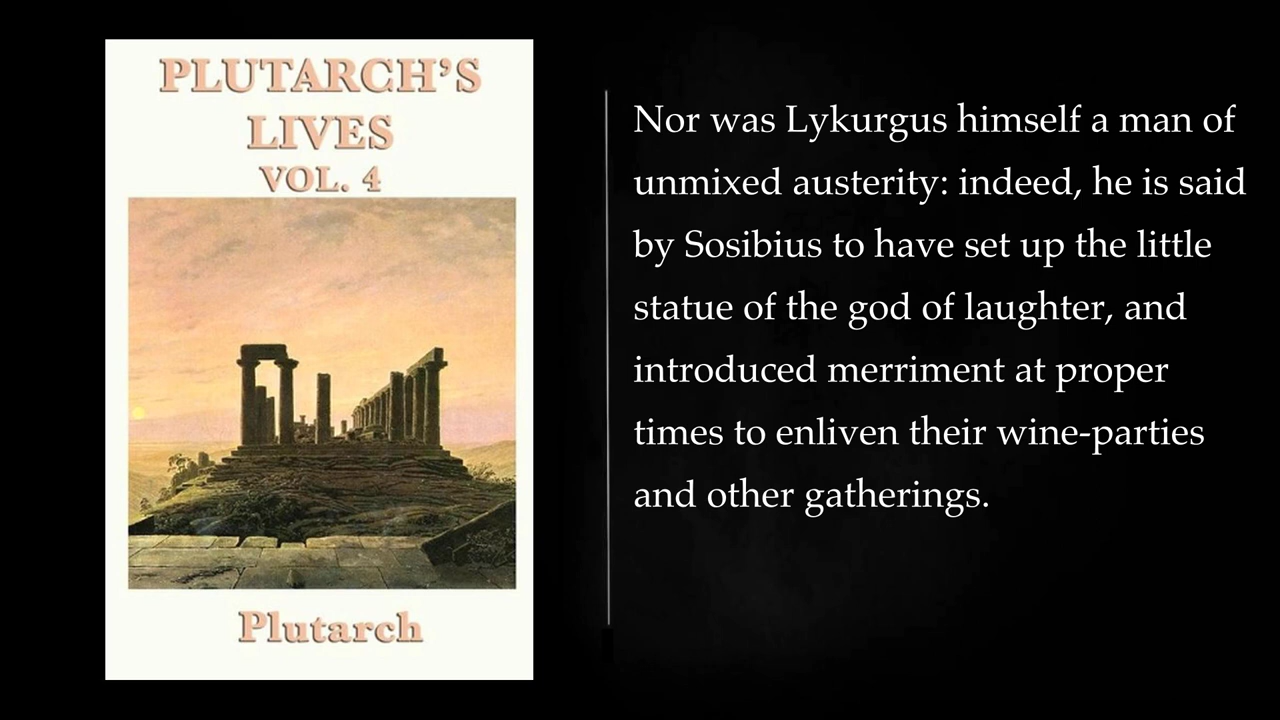 PLUTARCH'S
LIVES
VOL. 4
Plutarch
Nor was Lykurgus himself a man of
unmixed austerity: indeed, he is said
by Sosibius to have set up the little
statue of the god of laughter, and
introduced merriment at proper
times to enliven their wine-parties
and other gatherings.